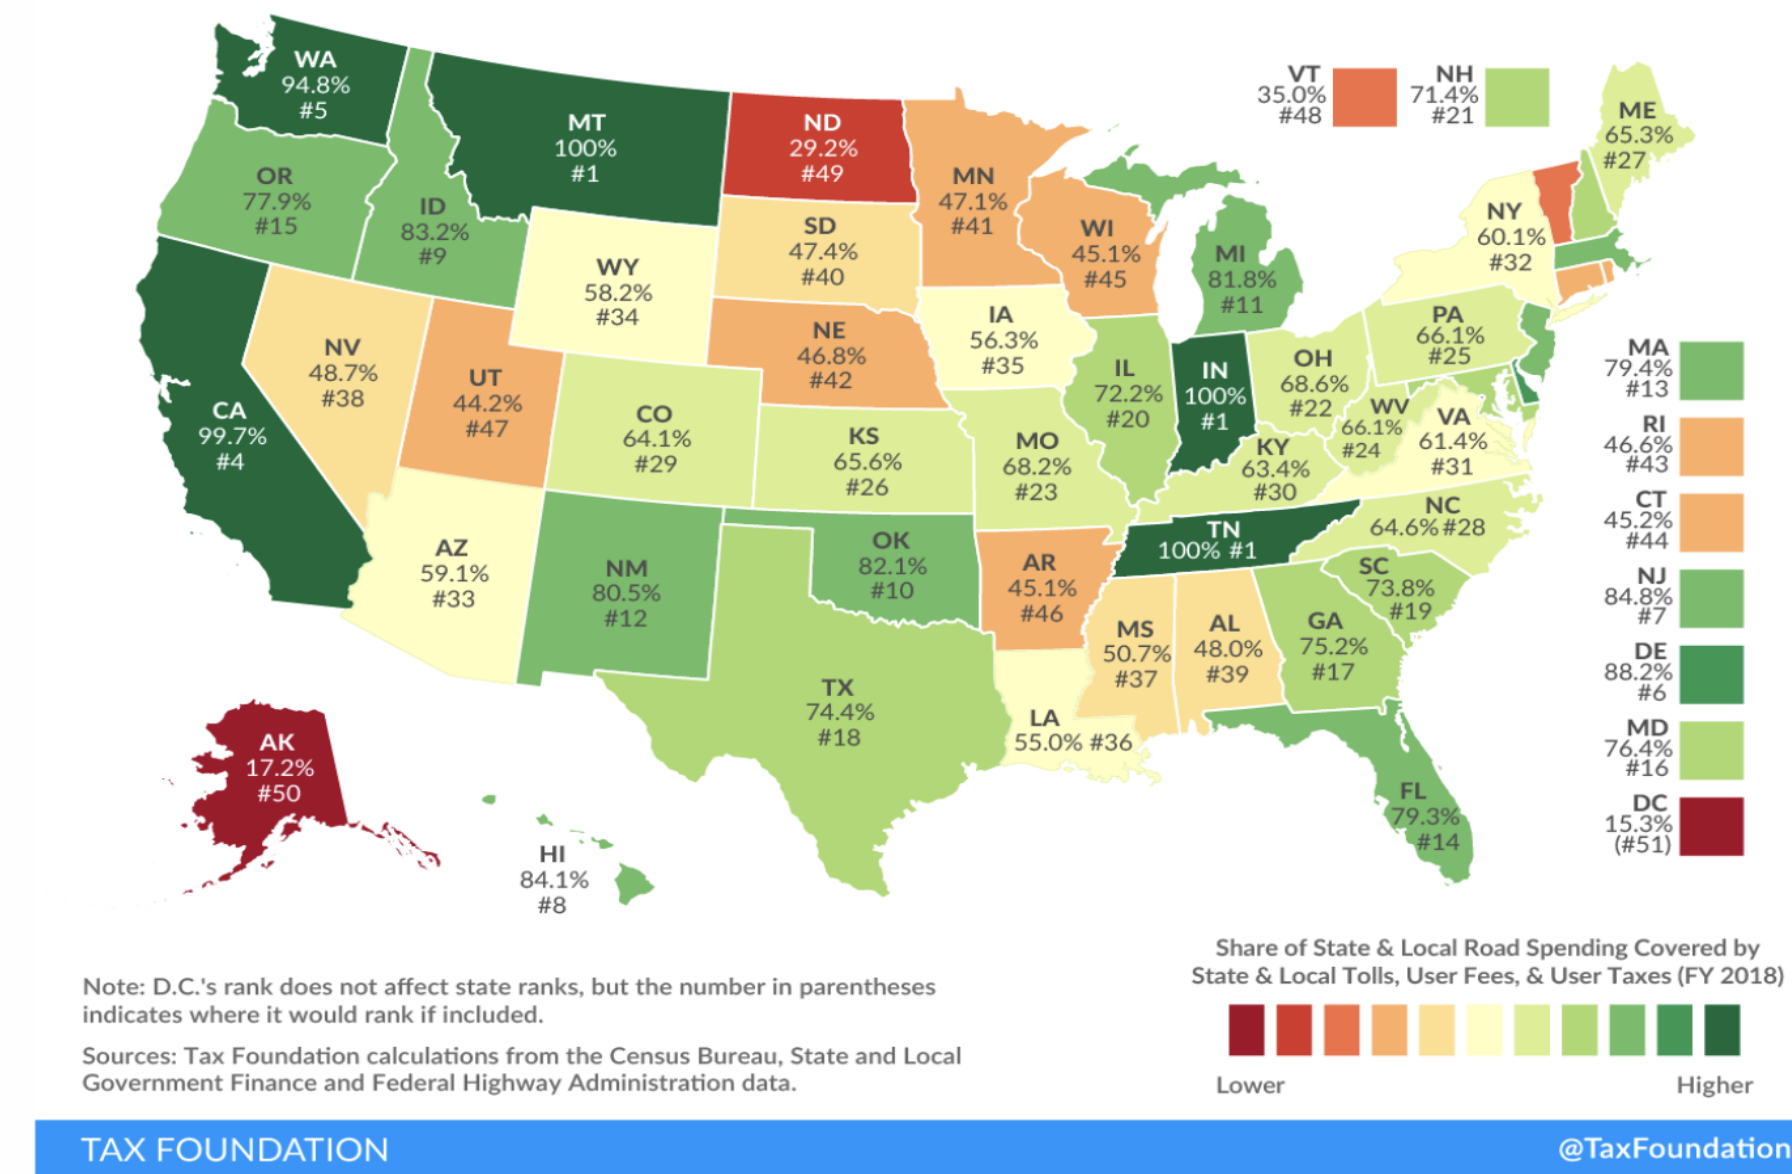 WA
94.8%
#5
MT
100%
#1
ND
29.2%
#49
MN
47.1%
#41
VT
35.0%
#48
NH
71.4%
#21
ME
65.3%
#27
OR
77.9%
#15
ID
83.2%
#9
SD
47.4%
#40
WI
45.1%
#45
MI
81.8%
#11
NY
60.1%
#32
WY
58.2%
#34
NV
48.7%
#38
UT
44.2%
#47
NE
46.8%
#42
IA
56.3%
#35
IL
72.2%
#20
IN
100%
#1
OH
68.6%
#22
PA
66.1%
#25
MA
79.4%
#13
CA
99.7%
#4
CO
64.1%
#29
KS
65.6%
#26
MO
68.2%
#23
KY
63.4%
#30
WV
66.1%
#24
VA
61.4%
#31
RI
46.6%
#43
AZ
59.1%
#33
NM
80.5%
#12
OK
82.1%
#10
AR
45.1%
#46
TN
100% #1
NC
64.6% #28
SC
73.8%
#19
CT
45.2%
#44
NJ
84.8%
#7
MS
50.7%
#37
AL
48.0%
#39
GA
75.2%
#17
DE
88.2%
#6
TX
74.4%
#18
LA
55.0% #36
FL
79.3%
#14
MD
76.4%
#16
DC
15.3%
(#51)
AK
17.2%
#50
HI
84.1%
#8
Share of State & Local Road Spending Covered by
State & Local Tolls, User Fees, & User Taxes (FY 2018)
Lower
Higher
Note: D.C.'s rank does not affect state ranks, but the number in parentheses
indicates where it would rank if included.
Sources: Tax Foundation calculations from the Census Bureau, State and Local
Government Finance and Federal Highway Administration data.
TAX FOUNDATION
@TaxFoundation